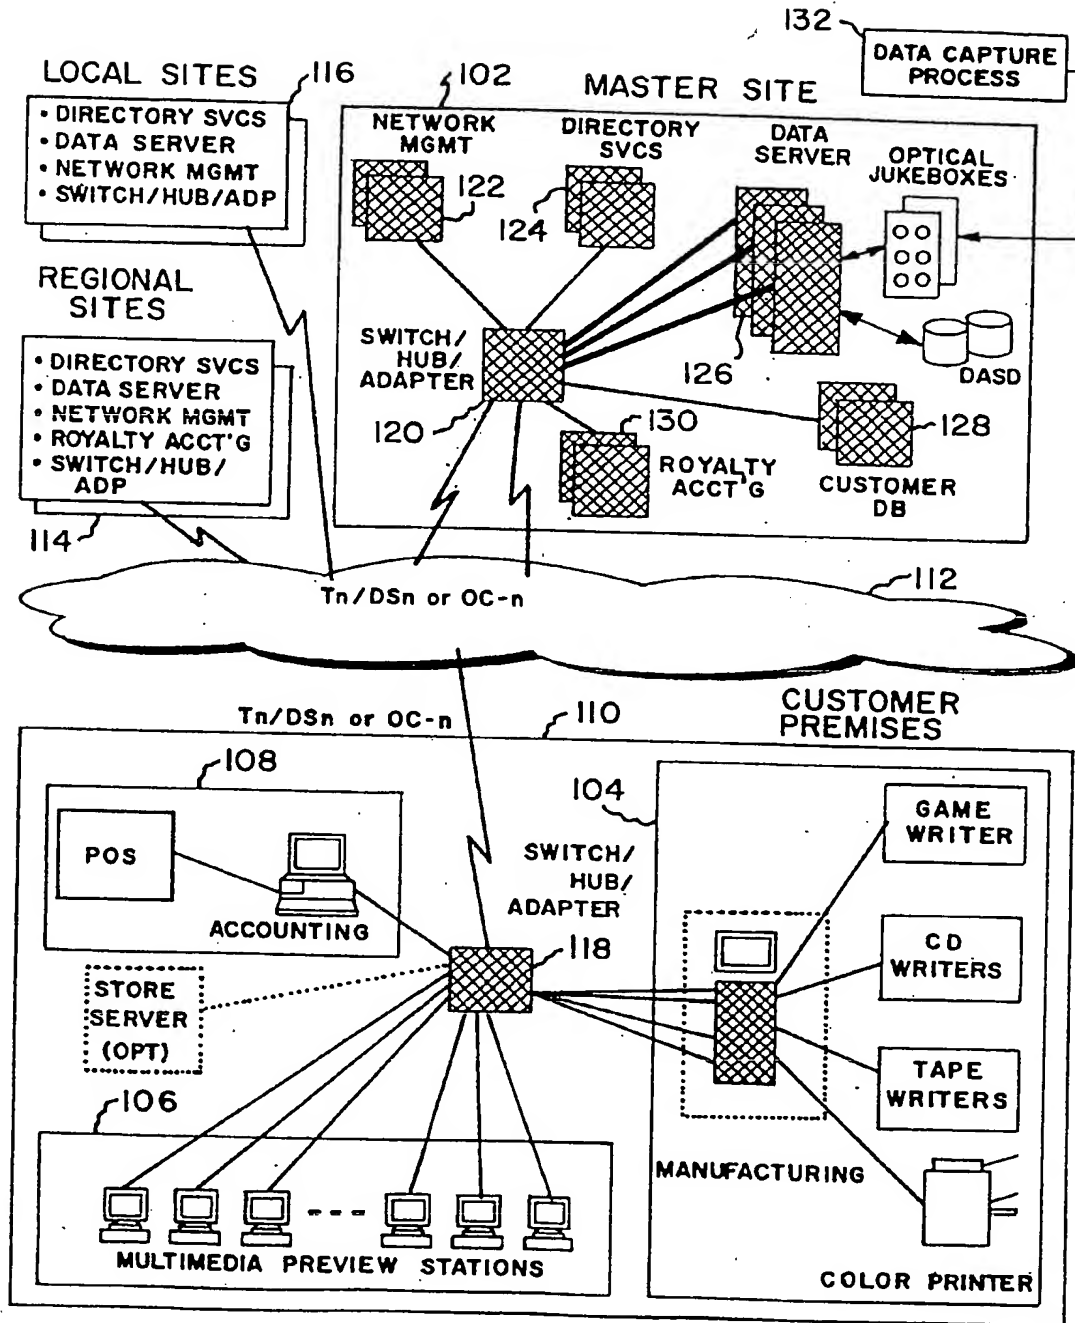 132
DATA CAPTURE
PROCESS
LOCAL SITES
116
• DIRECTORY SVCS
• DATA SERVER
• NETWORK MGMT
• SWITCH/HUB/ADP
102
MASTER SITE
NETWORK
MGMT
122
DIRECTORY
SVCS
124
DATA
SERVER
126
OPTICAL
JUKEBOXES
DASD
REGIONAL
SITES
• DIRECTORY SVCS
• DATA SERVER
• NETWORK MGMT
• ROYALTY ACCT'G
• SWITCH/HUB/
ADP
114
SWITCH/
HUB/
ADAPTER
120
130
ROYALTY
ACCT'G
128
CUSTOMER
DB
112
Tn/DSn or OC-n
Tn/DSn or OC-n
110
CUSTOMER
PREMISES
108
POS
ACCOUNTING
SWITCH/
HUB/
ADAPTER
118
STORE
SERVER
(OPT)
106
MULTIMEDIA PREVIEW STATIONS
104
GAME
WRITER
CD
WRITERS
TAPE
WRITERS
MANUFACTURING
COLOR PRINTER